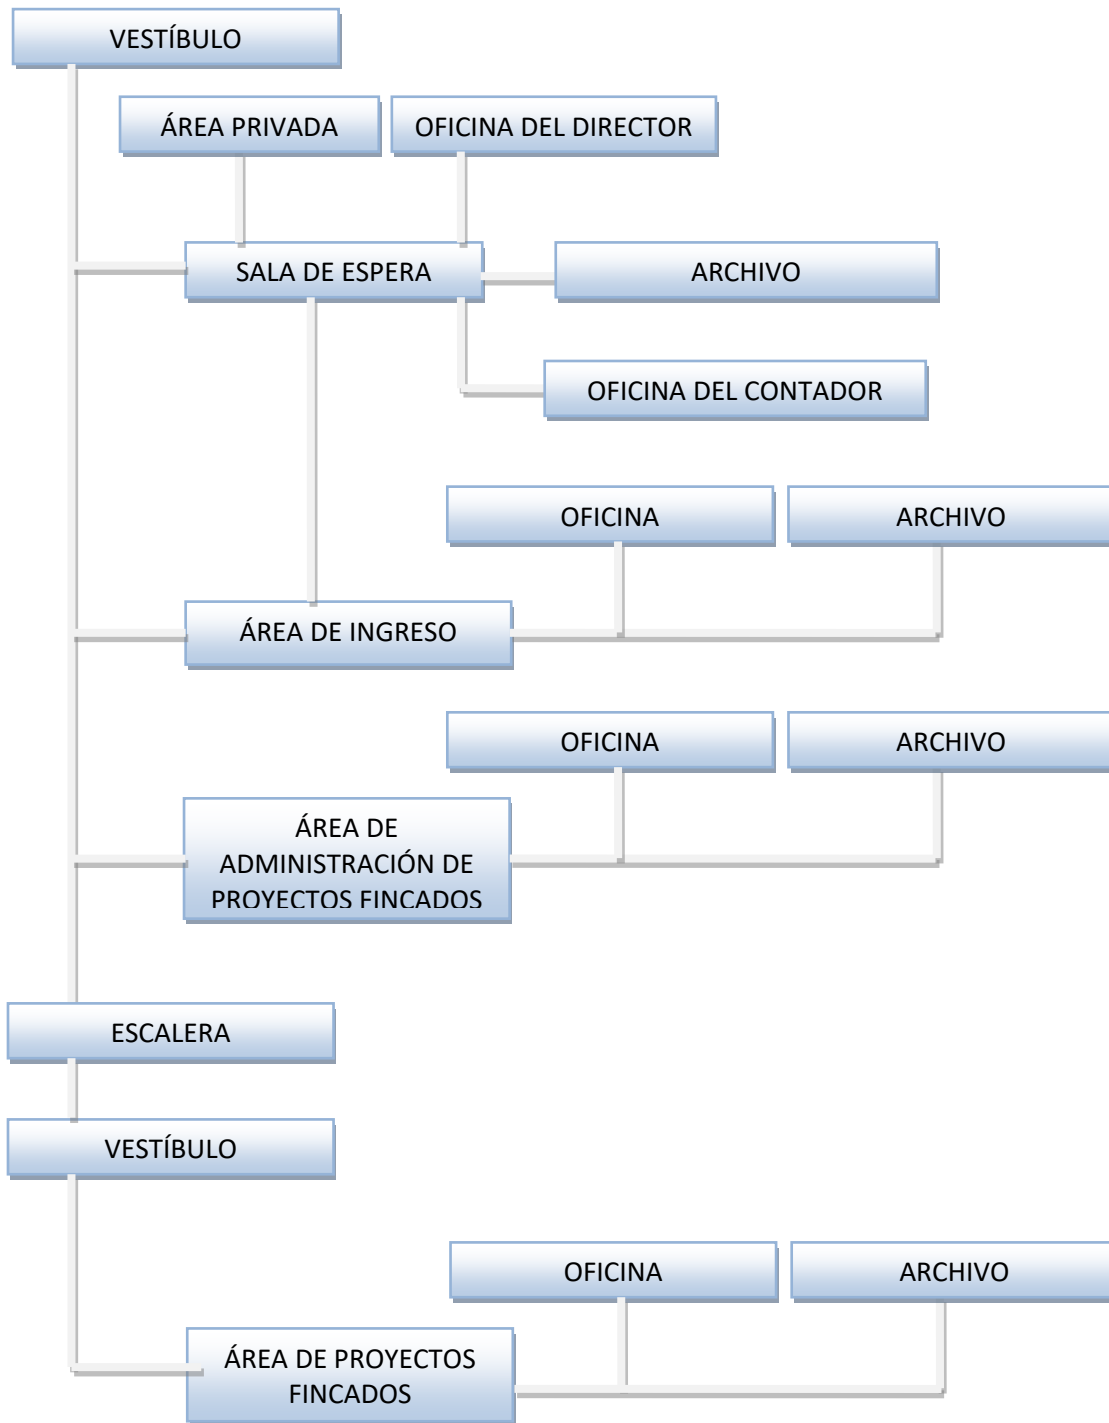 VESTÍBULO
ÁREA PRIVADA
OFICINA DEL DIRECTOR
SALA DE ESPERA
ARCHIVO
OFICINA DEL CONTADOR
OFICINA
ARCHIVO
ÁREA DE INGRESO
OFICINA
ARCHIVO
ÁREA DE
ADMINISTRACIÓN DE
PROYECTOS FINCADOS
ESCALERA
VESTÍBULO
OFICINA
ARCHIVO
ÁREA DE PROYECTOS
FINCADOS